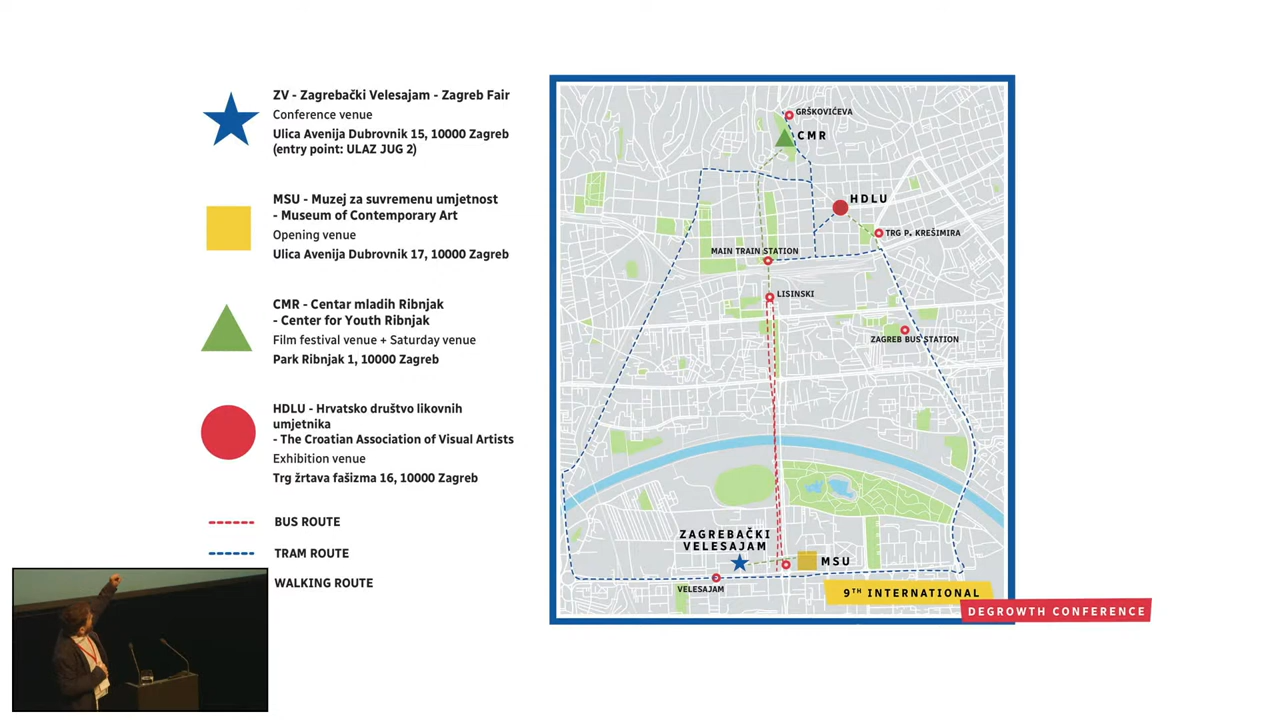 ZV - Zagrebački Velesajam - Zagreb Fair
Conference venue
Ulica Avenija Dubrovnik 15, 10000 Zagreb
(entry point: ULAZ JUG 2)
MSU - Muzej za suvremenu umjetnost
- Museum of Contemporary Art
Opening venue
Ulica Avenija Dubrovnik 17, 10000 Zagreb
CMR - Centar mladih Ribnjak
- Center for Youth Ribnjak
Film festival venue + Saturday venue
Park Ribnjak 1, 10000 Zagreb
HDLU - Hrvatsko društvo likovnih
umjetnika
- The Croatian Association of Visual Artists
Exhibition venue
Trg žrtava fašizma 16, 10000 Zagreb
BUS ROUTE
TRAM ROUTE
WALKING ROUTE
GRŠKOVIĆEVA
CMR
HDLU
TRG P. KREŠIMIRA
MAIN TRAIN STATION
LISINSKI
ZAGREB BUS STATION
ZAGREBAČKI
VELESAJAM
MSU
VELESAJAM
9TH INTERNATIONAL
DEGROWTH CONFERENCE